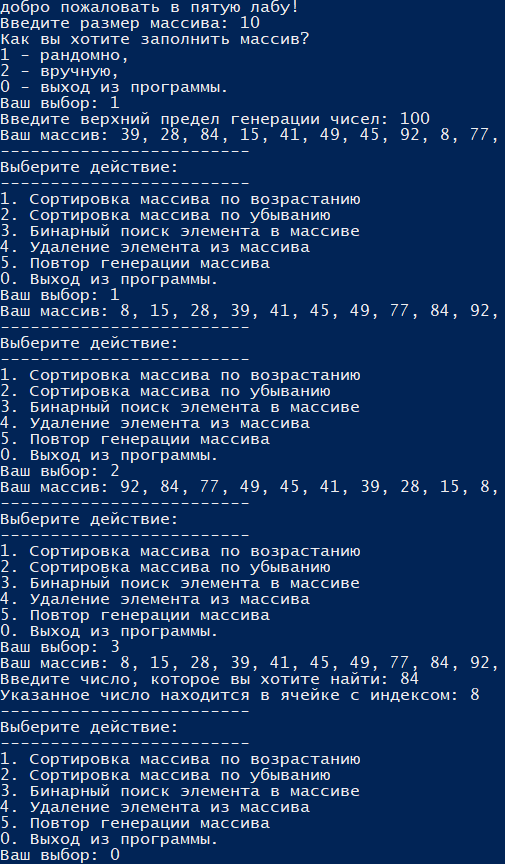 добро пожаловать в пятую лабу!
Введите размер массива: 10
Как вы хотите заполнить массив?
1 - рандомно,
2 - вручную,
0 - выход из программы.
Ваш выбор: 1
Введите верхний предел генерации чисел: 100
Ваш массив: 39, 28, 84, 15, 41, 49, 45, 92, 8, 77,
-------------------------
Выберите действие:
-------------------------
1. Сортировка массива по возрастанию
2. Сортировка массива по убыванию
3. Бинарный поиск элемента в массиве
4. Удаление элемента из массива
5. Повтор генерации массива
0. Выход из программы.
Ваш выбор: 1
Ваш массив: 8, 15, 28, 39, 41, 45, 49, 77, 84, 92,
-------------------------
Выберите действие:
-------------------------
1. Сортировка массива по возрастанию
2. Сортировка массива по убыванию
3. Бинарный поиск элемента в массиве
4. Удаление элемента из массива
5. Повтор генерации массива
0. Выход из программы.
Ваш выбор: 2
Ваш массив: 92, 84, 77, 49, 45, 41, 39, 28, 15, 8,
-------------------------
Выберите действие:
-------------------------
1. Сортировка массива по возрастанию
2. Сортировка массива по убыванию
3. Бинарный поиск элемента в массиве
4. Удаление элемента из массива
5. Повтор генерации массива
0. Выход из программы.
Ваш выбор: 3
Ваш массив: 8, 15, 28, 39, 41, 45, 49, 77, 84, 92,
Введите число, которое вы хотите найти: 84
Указанное число находится в ячейке с индексом: 8
-------------------------
Выберите действие:
-------------------------
1. Сортировка массива по возрастанию
2. Сортировка массива по убыванию
3. Бинарный поиск элемента в массиве
4. Удаление элемента из массива
5. Повтор генерации массива
0. Выход из программы.
Ваш выбор: 0